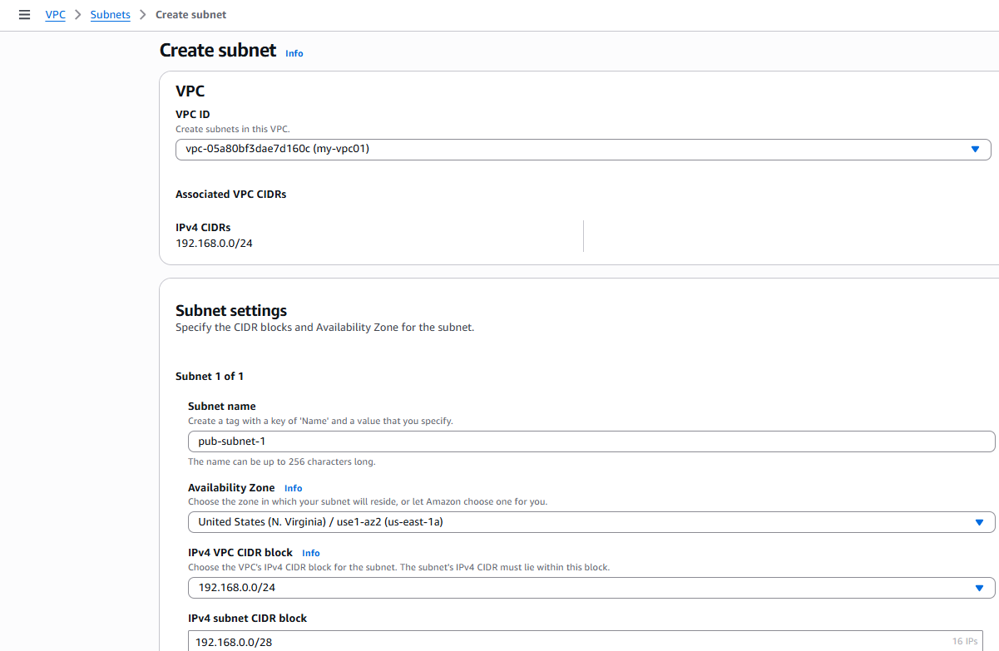 VPC > Subnets > Create subnet
Create subnet Info
VPC
VPC ID
Create subnets in this VPC.
vpc-05a80bf3dae7d160c (my-vpc01)
Associated VPC CIDRs
IPv4 CIDRs
192.168.0.0/24
Subnet settings
Specify the CIDR blocks and Availability Zone for the subnet.
Subnet 1 of 1
Subnet name
Create a tag with a key of 'Name' and a value that you specify.
pub-subnet-1
The name can be up to 256 characters long.
Availability Zone Info
Choose the zone in which your subnet will reside, or let Amazon choose one for you.
United States (N. Virginia) / use1-az2 (us-east-1a)
IPv4 VPC CIDR block Info
Choose the VPC's IPv4 CIDR block for the subnet. The subnet's IPv4 CIDR must lie within this block.
192.168.0.0/24
IPv4 subnet CIDR block
192.168.0.0/28 16 IPs